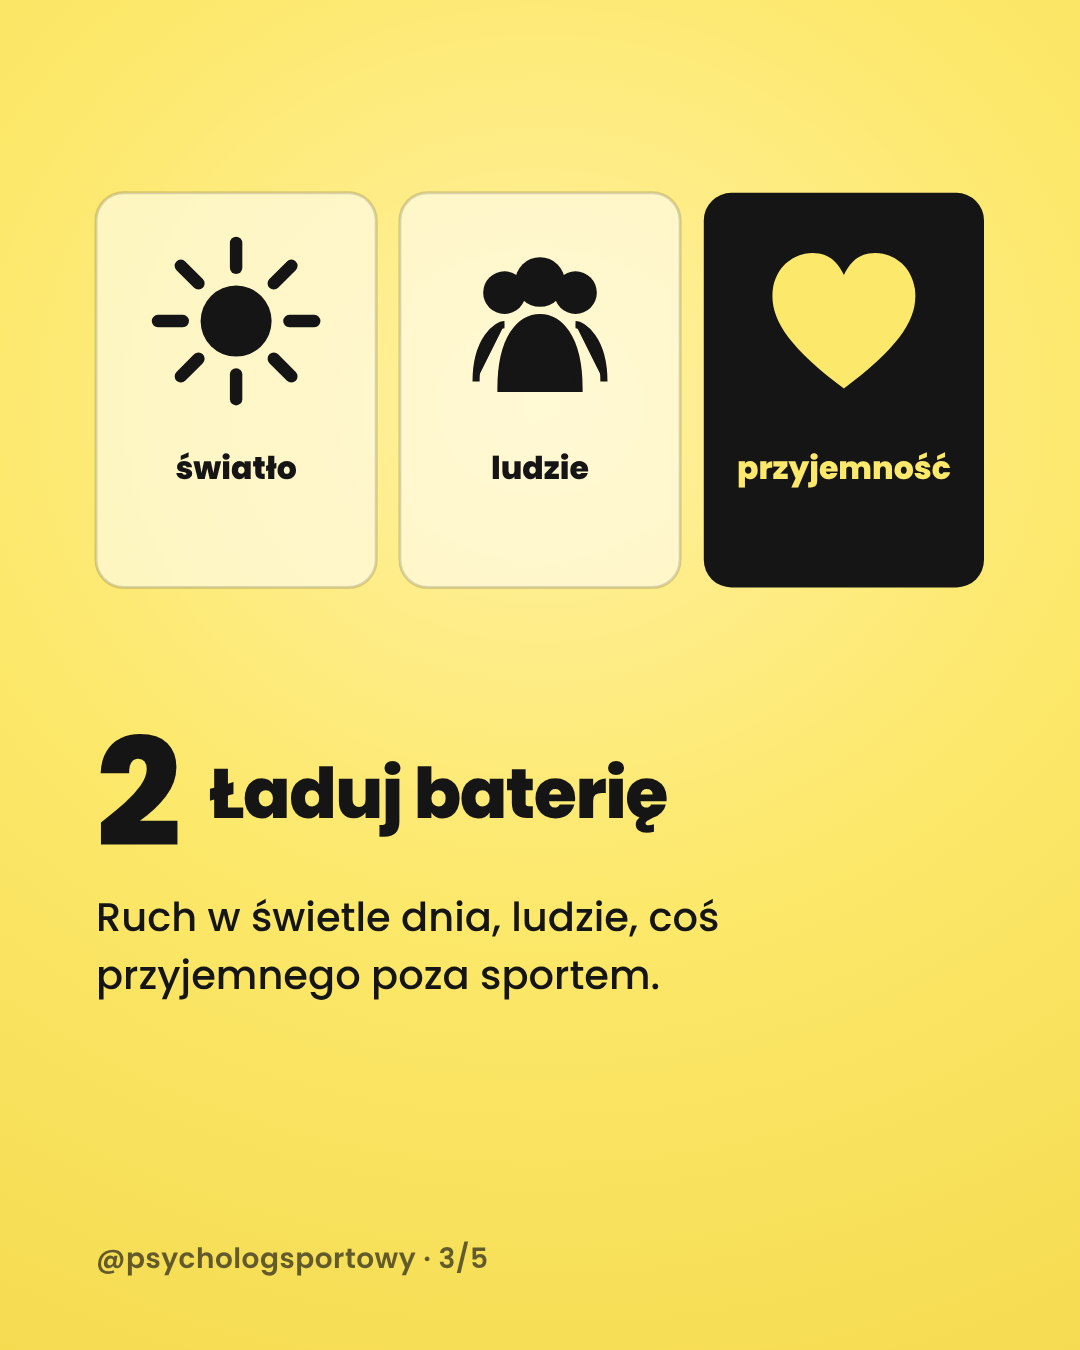 światło
ludzie
przyjemność
2 Ładuj baterię
Ruch w świetle dnia, ludzie, coś
przyjemnego poza sportem.
@psychologsportowy · 3/5